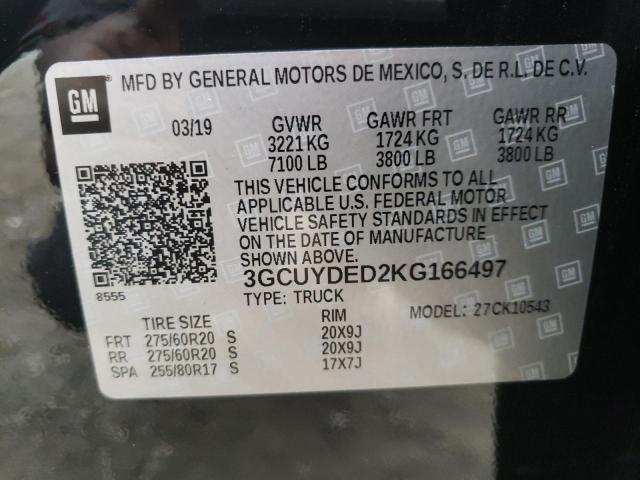 GM MFD BY GENERAL MOTORS DE MEXICO, S. DE R.L. DE C.V.
03/19 GVWR GAWR FRT GAWR RR
3221 KG 1724 KG 1724 KG
7100 LB 3800 LB 3800 LB
THIS VEHICLE CONFORMS TO ALL
APPLICABLE U.S. FEDERAL MOTOR
VEHICLE SAFETY STANDARDS IN EFFECT
ON THE DATE OF MANUFACTURE
SHOWN ABOVE.
3GCUYDED2KG166497
8555
TYPE: TRUCK MODEL: 27CK10543
TIRE SIZE RIM
FRT 275/60R20 S 20X9J
RR 275/60R20 S 20X9J
SPA 255/80R17 S 17X7J